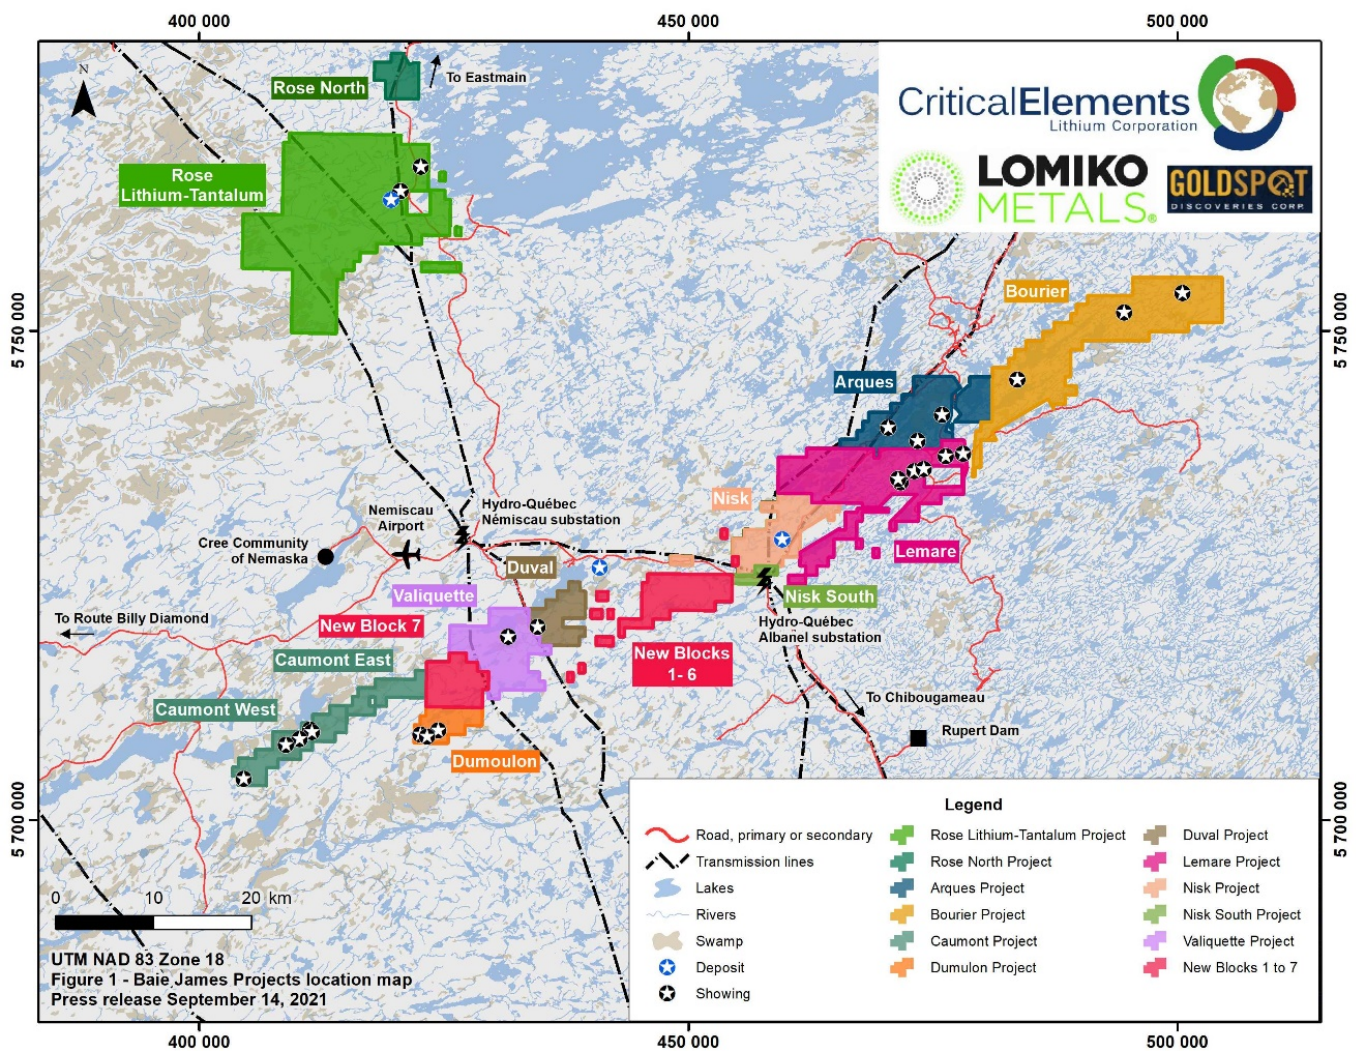 400 000
450 000
500 000
N
Rose North
To Eastmain
CriticalElements
Lithium Corporation
LOMIKO
METALS®
GOLDSPOT
DISCOVERIES CORP.
Rose
Lithium-Tantalum
Bourier
5 750 000
5 750 000
Arques
Nisk
Nemiscau
Airport
Hydro-Québec
Némiscau substation
Cree Community
of Nemaska
Duval
Lemare
Valiquette
Nisk South
To Route Billy Diamond
New Block 7
Hydro-Québec
Albanel substation
Caumont East
New Blocks
1- 6
Caumont West
To Chibougameau
Rupert Dam
Dumoulon
5 700 000
5 700 000
Legend
Road, primary or secondary
Transmission lines
Lakes
Rivers
Swamp
Deposit
Showing
Rose Lithium-Tantalum Project
Rose North Project
Arques Project
Bourier Project
Caumont Project
Dumulon Project
Duval Project
Lemare Project
Nisk Project
Nisk South Project
Valiquette Project
New Blocks 1 to 7
0 10 20 km
UTM NAD 83 Zone 18
Figure 1 - Baie James Projects location map
Press release September 14, 2021
400 000
450 000
500 000